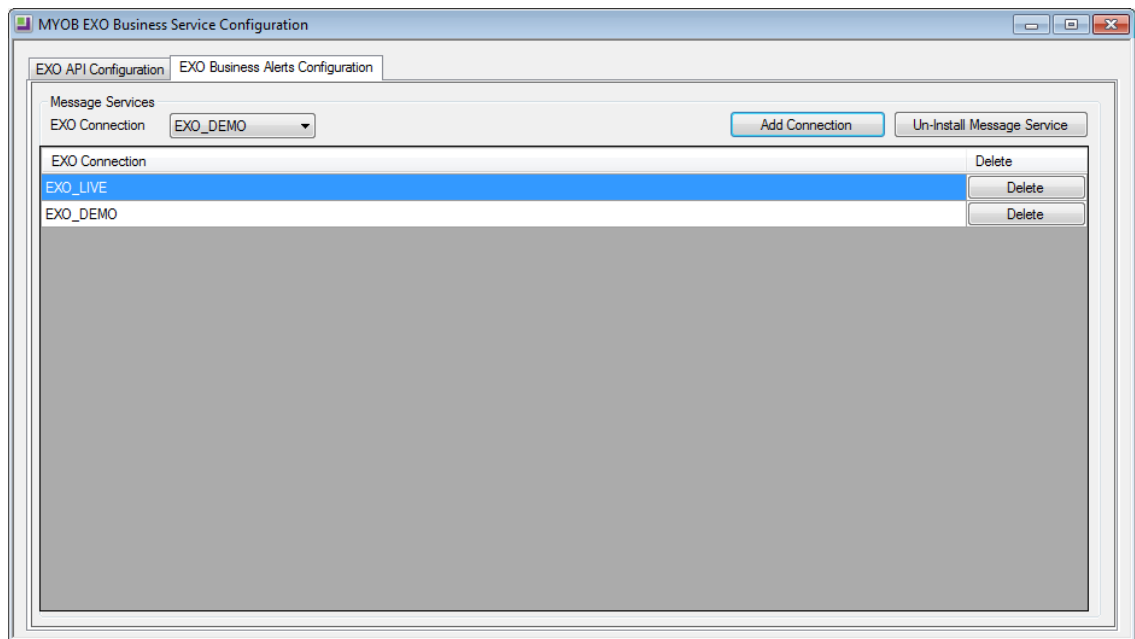 MYOB EXO Business Service Configuration
EXO API Configuration EXO Business Alerts Configuration
Message Services
EXO Connection EXO_DEMO Add Connection Un-Install Message Service
EXO Connection Delete
EXO_LIVE Delete
EXO_DEMO Delete